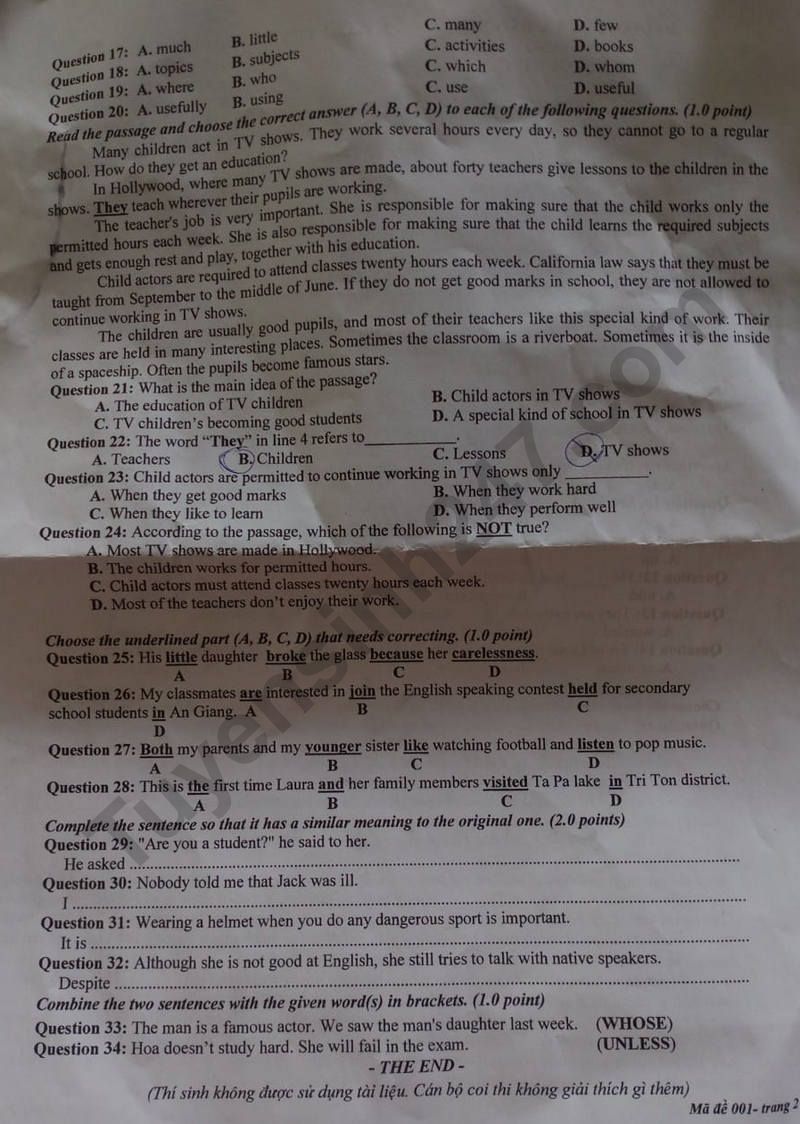 C. many D. few
Question 17: A. much B. little
C. activities D. books
Question 18: A. topics B. subjects
C. which D. whom
Question 19: A. where B. who
C. use D. useful
Question 20: A. usefully B. using
Read the passage and choose the correct answer (A, B, C, D) to each of the following questions. (1.0 point)
Many children act in TV shows. They work several hours every day, so they cannot go to a regular
school. How do they get an education?
In Hollywood, where many TV shows are made, about forty teachers give lessons to the children in the
shows. They teach wherever their pupils are working.
The teacher's job is very important. She is responsible for making sure that the child works only the
permitted hours each week. She is also responsible for making sure that the child learns the required subjects
and gets enough rest and play, together with his education.
Child actors are required to attend classes twenty hours each week. California law says that they must be
taught from September to the middle of June. If they do not get good marks in school, they are not allowed to
continue working in TV shows.
The children are usually good pupils, and most of their teachers like this special kind of work. Their
classes are held in many interesting places. Sometimes the classroom is a riverboat. Sometimes it is the inside
of a spaceship. Often the pupils become famous stars.
Question 21: What is the main idea of the passage?
A. The education of TV children B. Child actors in TV shows
C. TV children's becoming good students D. A special kind of school in TV shows
Question 22: The word “They” in line 4 refers to__________.
A. Teachers B. Children C. Lessons D. TV shows
Question 23: Child actors are permitted to continue working in TV shows only _________.
A. When they get good marks B. When they work hard
C. When they like to learn D. When they perform well
Question 24: According to the passage, which of the following is NOT true?
A. Most TV shows are made in Hollywood.
B. The children works for permitted hours.
C. Child actors must attend classes twenty hours each week.
D. Most of the teachers don't enjoy their work.
Choose the underlined part (A, B, C, D) that needs correcting. (1.0 point)
Question 25: His little daughter broke the glass because her carelessness.
A B C D
Question 26: My classmates are interested in join the English speaking contest held for secondary
school students in An Giang. A B C
D
Question 27: Both my parents and my younger sister like watching football and listen to pop music.
A B C D
Question 28: This is the first time Laura and her family members visited Ta Pa lake in Tri Ton district.
A B C D
Complete the sentence so that it has a similar meaning to the original one. (2.0 points)
Question 29: "Are you a student?" he said to her.
He asked ..........
Question 30: Nobody told me that Jack was ill.
I ..........
Question 31: Wearing a helmet when you do any dangerous sport is important.
It is ..........
Question 32: Although she is not good at English, she still tries to talk with native speakers.
Despite ..........
Combine the two sentences with the given word(s) in brackets. (1.0 point)
Question 33: The man is a famous actor. We saw the man's daughter last week. (WHOSE)
Question 34: Hoa doesn't study hard. She will fail in the exam. (UNLESS)
- THE END -
(Thí sinh không được sử dụng tài liệu. Cán bộ coi thi không giải thích gì thêm)
Mã đề 001- trang 2
Tuyensinh247.com